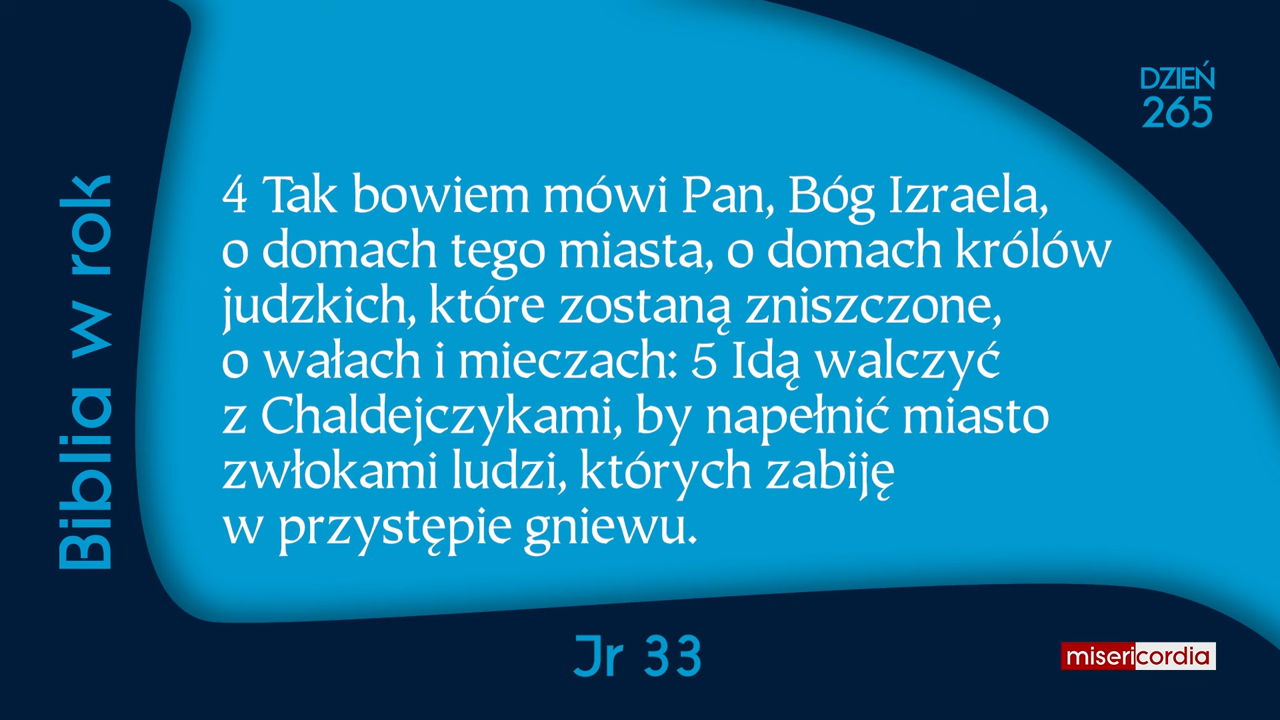 DZIEŃ
265
Biblia w rok
4 Tak bowiem mówi Pan, Bóg Izraela,
o domach tego miasta, o domach królów
judzkich, które zostaną zniszczone,
o wałach i mieczach: 5 Idą walczyć
z Chaldejczykami, by napełnić miasto
zwłokami ludzi, których zabiję
w przystępie gniewu.
Jr 33
misericordia